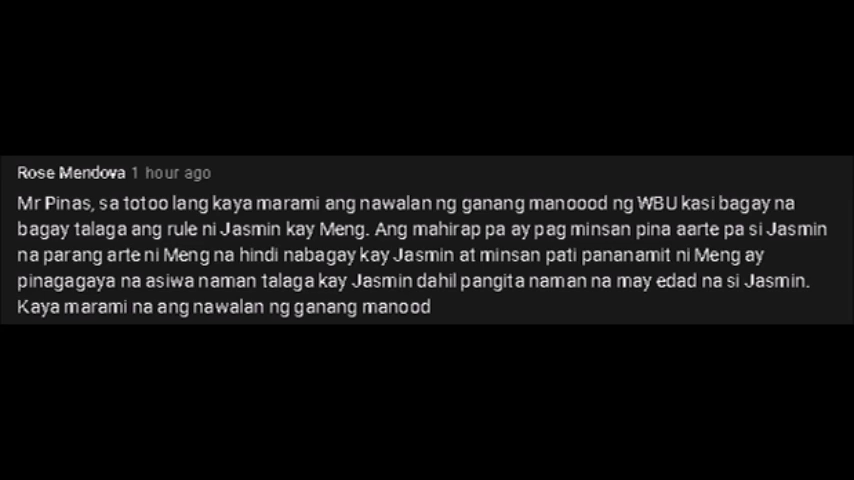 Rose Mendova 1 hour ago
Mr Pinas, sa totoo lang kaya marami ang nawalan ng ganang manoood ng WBU kasi bagay na
bagay talaga ang rule ni Jasmin kay Meng. Ang mahirap pa ay pag minsan pina aarte pa si Jasmin
na parang arte ni Meng na hindi nabagay kay Jasmin at minsan pati pananamit ni Meng ay
pinagagaya na asiwa naman talaga kay Jasmin dahil pangita naman na may edad na si Jasmin.
Kaya marami na ang nawalan ng ganang manood